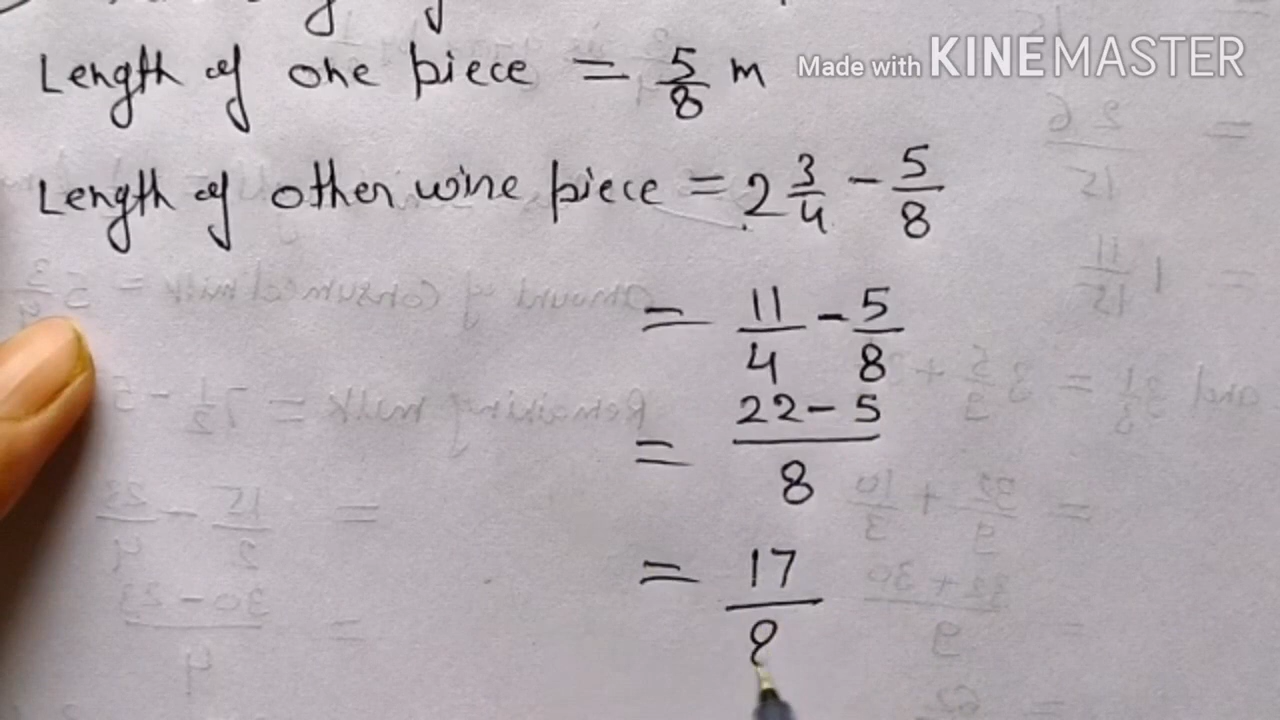 Made with KINEMASTER
Length of one piece = 5/8 m
Length of other wire piece = 2 3/4 - 5/8
= 11/4 - 5/8
= 22 - 5/8
= 17/8